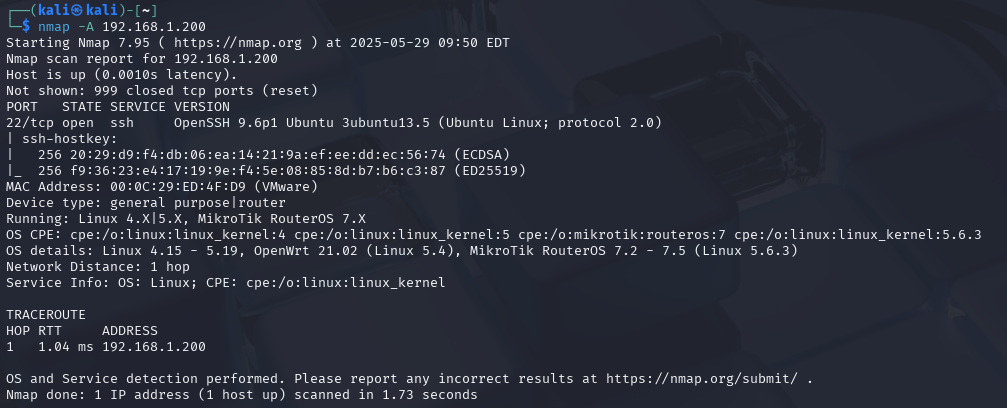 ┌──(kali㉿kali)-[~]
└─$ nmap -A 192.168.1.200
Starting Nmap 7.95 ( https://nmap.org ) at 2025-05-29 09:50 EDT
Nmap scan report for 192.168.1.200
Host is up (0.0010s latency).
Not shown: 999 closed tcp ports (reset)
PORT   STATE SERVICE VERSION
22/tcp open  ssh     OpenSSH 9.6p1 Ubuntu 3ubuntu13.5 (Ubuntu Linux; protocol 2.0)
| ssh-hostkey:
|   256 20:29:d9:f4:db:06:ea:14:21:9a:ef:ee:dd:ec:56:74 (ECDSA)
|_  256 f9:36:23:e4:17:19:9e:f4:5e:08:85:8d:b7:b6:c3:87 (ED25519)
MAC Address: 00:0C:29:ED:4F:D9 (VMware)
Device type: general purpose|router
Running: Linux 4.X|5.X, MikroTik RouterOS 7.X
OS CPE: cpe:/o:linux:linux_kernel:4 cpe:/o:linux:linux_kernel:5 cpe:/o:mikrotik:routeros:7 cpe:/o:linux:linux_kernel:5.6.3
OS details: Linux 4.15 - 5.19, OpenWrt 21.02 (Linux 5.4), MikroTik RouterOS 7.2 - 7.5 (Linux 5.6.3)
Network Distance: 1 hop
Service Info: OS: Linux; CPE: cpe:/o:linux:linux_kernel

TRACEROUTE
HOP RTT     ADDRESS
1   1.04 ms 192.168.1.200

OS and Service detection performed. Please report any incorrect results at https://nmap.org/submit/ .
Nmap done: 1 IP address (1 host up) scanned in 1.73 seconds